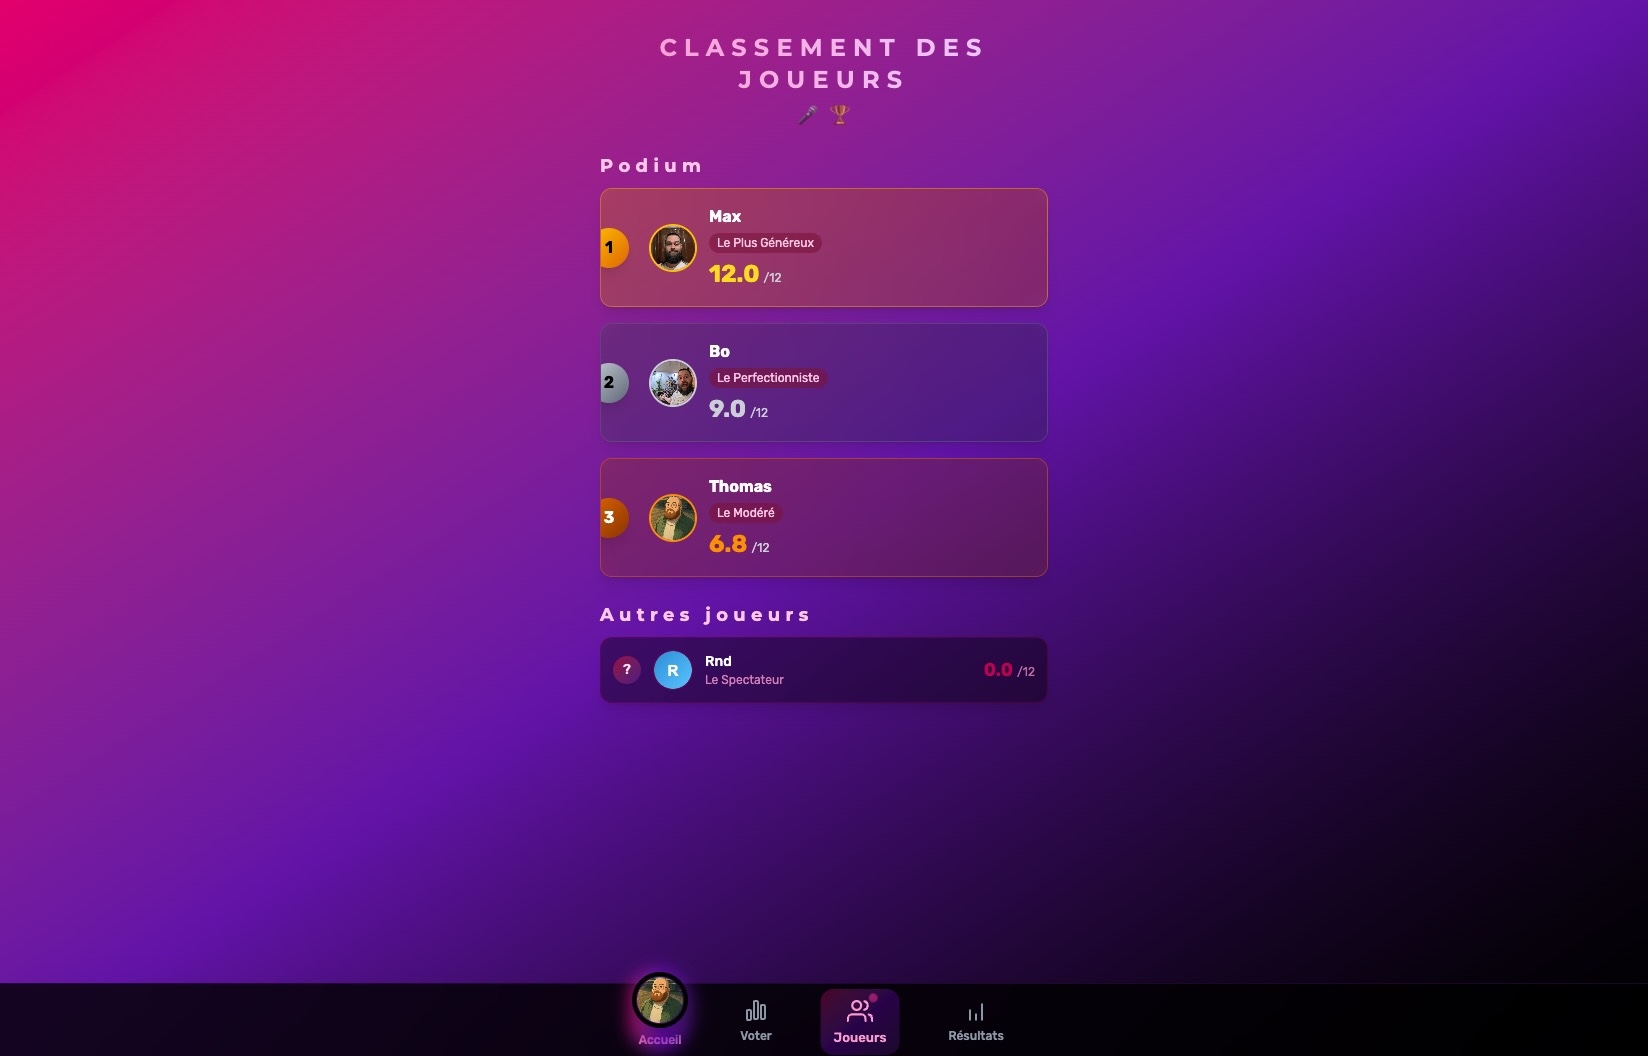 CLASSEMENT DES
JOUEURS
Podium
1
Max
Le Plus Généreux
12.0 /12
2
Bo
Le Perfectionniste
9.0 /12
3
Thomas
Le Modéré
6.8 /12
Autres joueurs
?
R
Rnd
Le Spectateur
0.0 /12
Accueil
Voter
Joueurs
Résultats